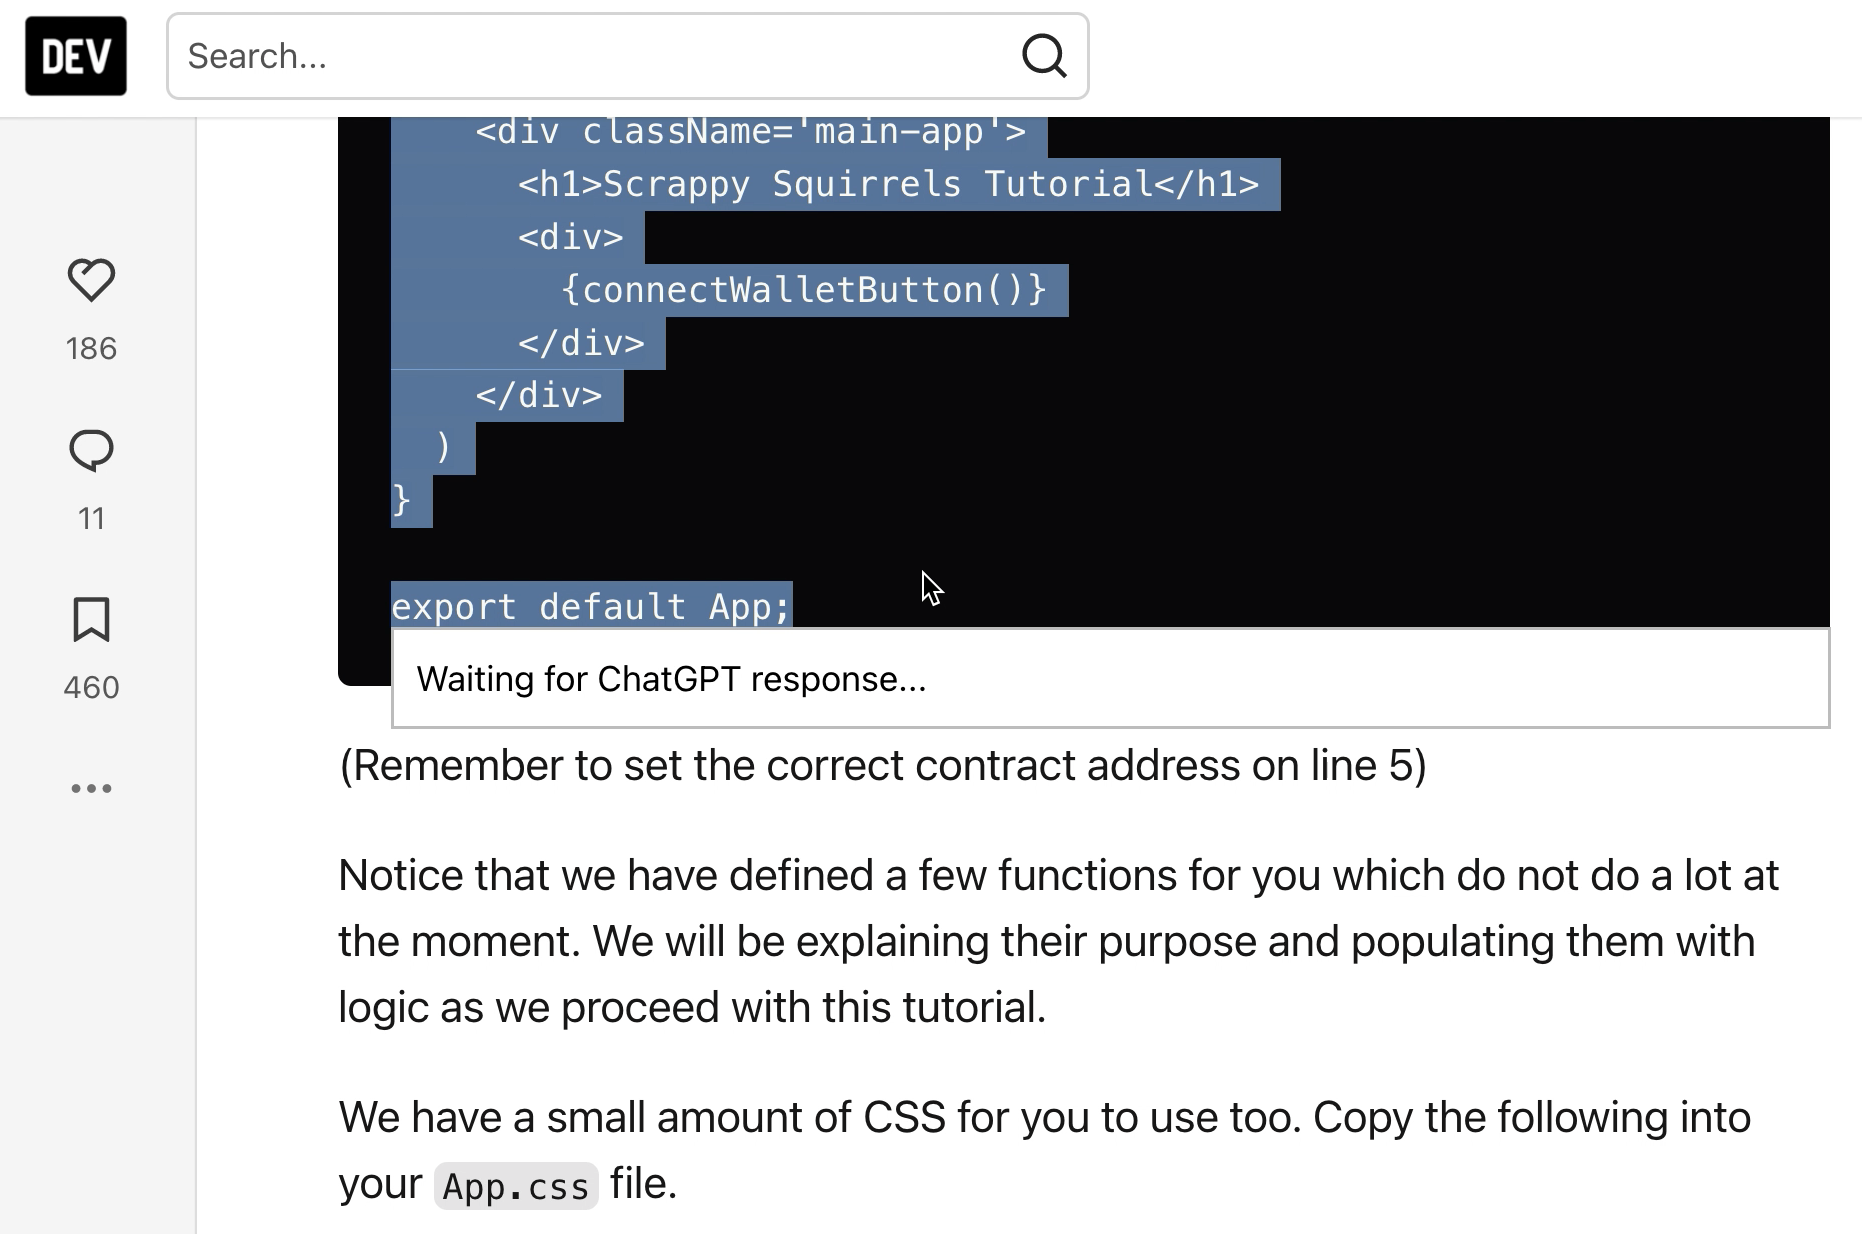 DEV
Search...
<div className='main-app'>
<h1>Scrappy Squirrels Tutorial</h1>
<div>
{connectWalletButton()}
</div>
</div>
)
}
export default App;
Waiting for ChatGPT response...
186
11
460
(Remember to set the correct contract address on line 5)
Notice that we have defined a few functions for you which do not do a lot at
the moment. We will be explaining their purpose and populating them with
logic as we proceed with this tutorial.
We have a small amount of CSS for you to use too. Copy the following into
your App.css file.